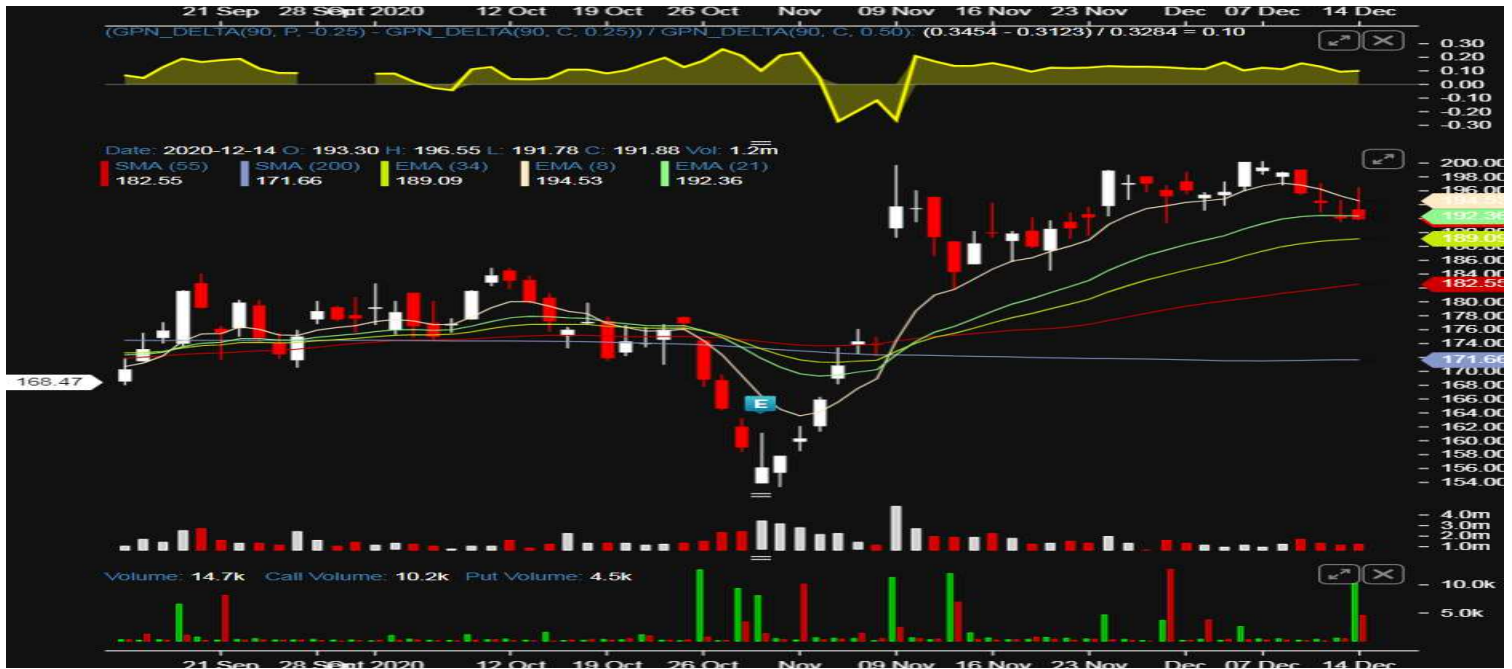 21 Sep 28 Sep Oct 2020 12 Oct 19 Oct 26 Oct Nov 09 Nov 16 Nov 23 Nov Dec 07 Dec 14 Dec
(GPN_DELTA(90, P, -0.25) - GPN_DELTA(90, C, 0.25)) / GPN_DELTA(90, C, 0.50): (0.3454 - 0.3123) / 0.3284 = 0.10
0.30
0.20
0.10
0.00
-0.10
-0.20
-0.30
Date: 2020-12-14 O: 193.30 H: 196.55 L: 191.78 C: 191.88 Vol: 1.2m
SMA (55) SMA (200) EMA (34) EMA (8) EMA (21)
182.55 171.66 189.09 194.53 192.36
200.00
198.00
196.00
194.53
192.36
189.09
186.00
184.00
182.55
180.00
178.00
176.00
174.00
171.66
170.00
168.47
168.00
166.00
E
164.00
162.00
160.00
158.00
156.00
154.00
4.0m
3.0m
2.0m
1.0m
Volume: 14.7k Call Volume: 10.2k Put Volume: 4.5k
10.0k
5.0k
21 Sep 28 Sep Oct 2020 12 Oct 19 Oct 26 Oct Nov 09 Nov 16 Nov 23 Nov Dec 07 Dec 14 Dec